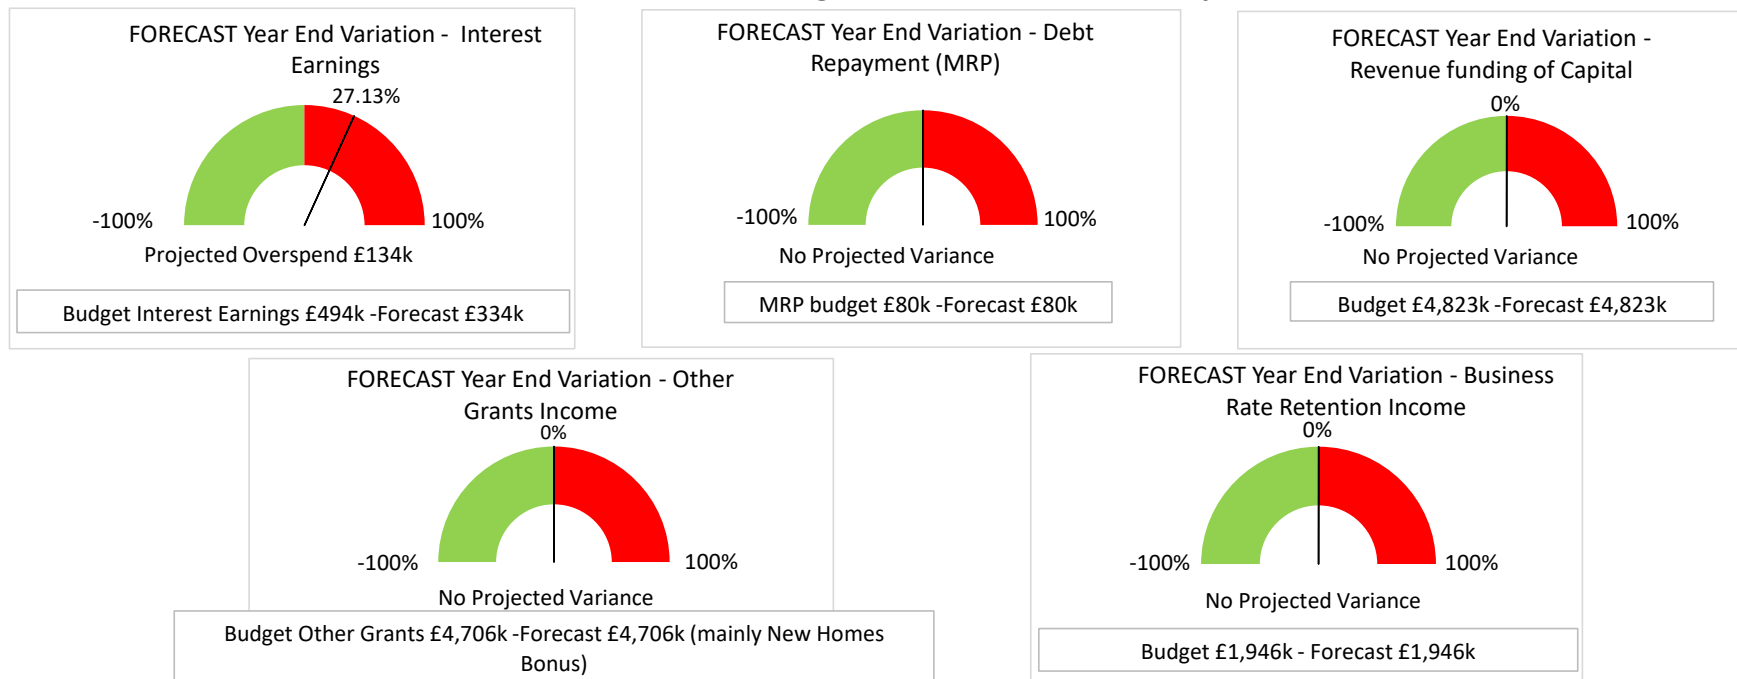 FORECAST Year End Variation -  Interest
Earnings
27.13%
-100%
100%
Projected Overspend £134k
Budget Interest Earnings £494k -Forecast £334k
FORECAST Year End Variation - Debt
Repayment (MRP)
-100%
100%
No Projected Variance
MRP budget £80k -Forecast £80k
FORECAST Year End Variation -
Revenue funding of Capital
0%
-100%
100%
No Projected Variance
Budget £4,823k -Forecast £4,823k
FORECAST Year End Variation - Other
Grants Income
0%
-100%
100%
No Projected Variance
Budget Other Grants £4,706k -Forecast £4,706k (mainly New Homes
Bonus)
FORECAST Year End Variation - Business
Rate Retention Income
0%
-100%
100%
No Projected Variance
Budget £1,946k - Forecast £1,946k